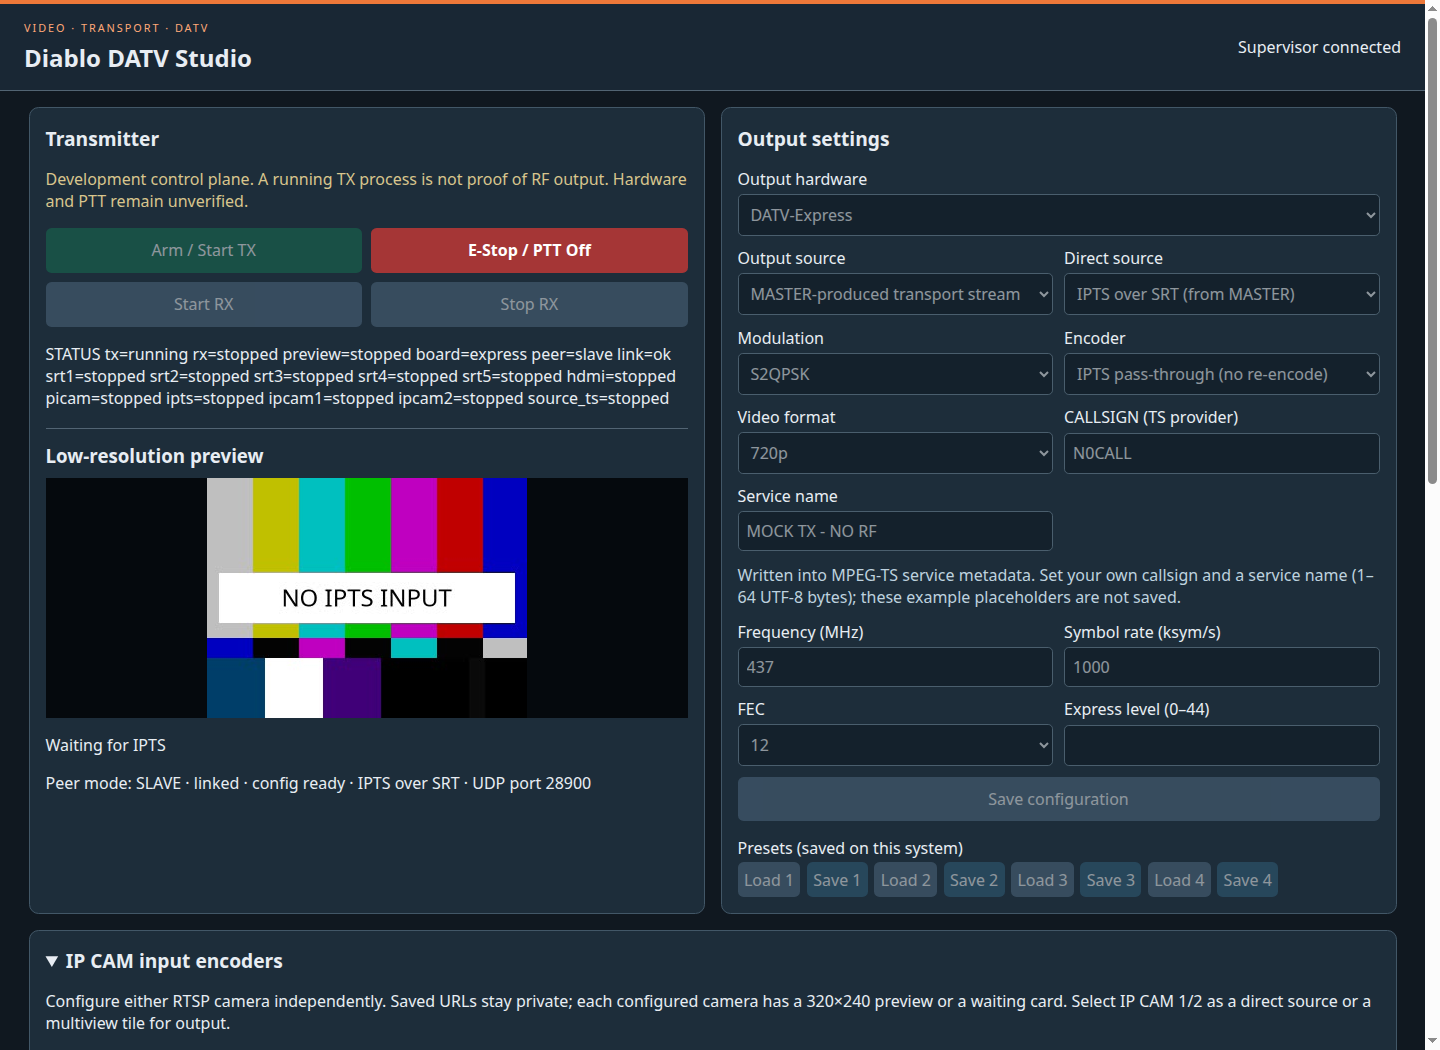 VIDEO · TRANSPORT · DATV
Diablo DATV Studio
Supervisor connected
Transmitter
Development control plane. A running TX process is not proof of RF output. Hardware
and PTT remain unverified.
Arm / Start TX
E-Stop / PTT Off
Start RX
Stop RX
STATUS tx=running rx=stopped preview=stopped board=express peer=slave link=ok
srt1=stopped srt2=stopped srt3=stopped srt4=stopped srt5=stopped hdmi=stopped
picam=stopped ipts=stopped ipcam1=stopped ipcam2=stopped source_ts=stopped
Low-resolution preview
NO IPTS INPUT
Waiting for IPTS
Peer mode: SLAVE · linked · config ready · IPTS over SRT · UDP port 28900
Output settings
Output hardware
DATV-Express
Output source
Direct source
MASTER-produced transport stream
IPTS over SRT (from MASTER)
Modulation
Encoder
S2QPSK
IPTS pass-through (no re-encode)
Video format
CALLSIGN (TS provider)
720p
N0CALL
Service name
MOCK TX - NO RF
Written into MPEG-TS service metadata. Set your own callsign and a service name (1–
64 UTF-8 bytes); these example placeholders are not saved.
Frequency (MHz)
Symbol rate (ksym/s)
437
1000
FEC
Express level (0–44)
12
Save configuration
Presets (saved on this system)
Load 1
Save 1
Load 2
Save 2
Load 3
Save 3
Load 4
Save 4
▼ IP CAM input encoders
Configure either RTSP camera independently. Saved URLs stay private; each configured camera has a 320×240 preview or a waiting card. Select IP CAM 1/2 as a direct source or a
multiview tile for output.